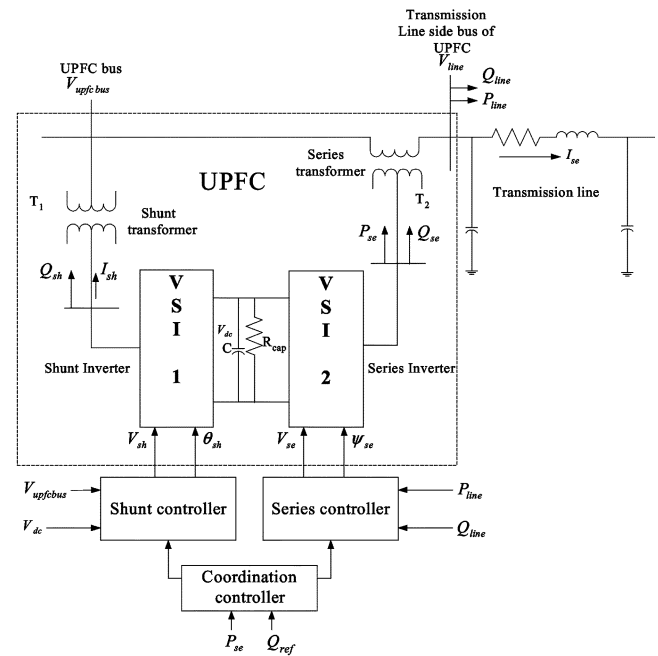 Transmission
Line side bus of
UPFC
V_line
UPFC bus
V_upfc bus
Q_line
P_line
Series
transformer
I_se
UPFC
Transmission line
T_1
Shunt
transformer
T_2
P_se
Q_se
Q_sh
I_sh
V
S
I
1
V
S
I
2
V_dc
C
R_cap
Shunt Inverter
Series Inverter
V_sh
θ_sh
V_se
ψ_se
V_upfcbus
V_dc
Shunt controller
Series controller
P_line
Q_line
Coordination
controller
P_se
Q_ref